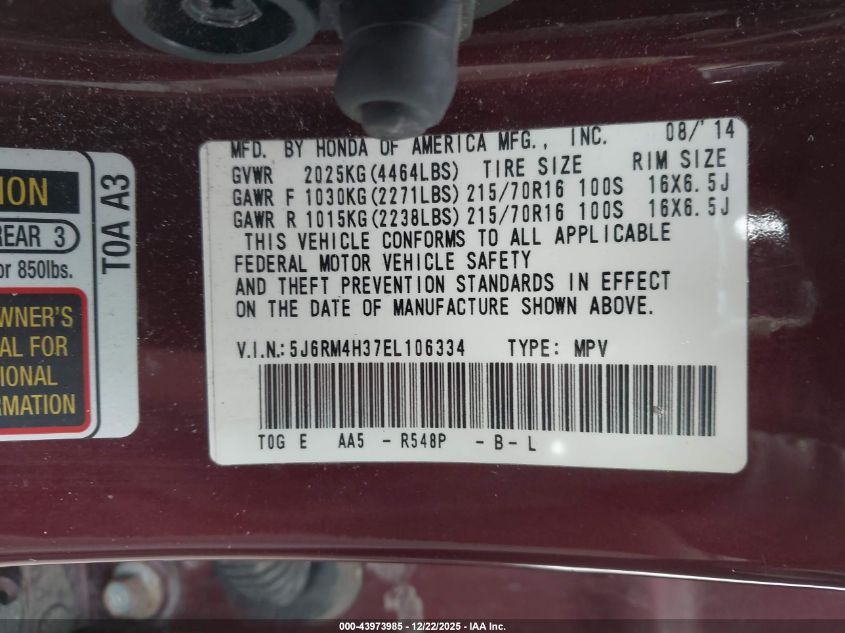 MFD. BY HONDA OF AMERICA MFG., INC. 08/'14
GVWR 2025KG(4464LBS) TIRE SIZE RIM SIZE
GAWR F 1030KG(2271LBS) 215/70R16 100S 16X6.5J
GAWR R 1015KG(2238LBS) 215/70R16 100S 16X6.5J
THIS VEHICLE CONFORMS TO ALL APPLICABLE
FEDERAL MOTOR VEHICLE SAFETY
AND THEFT PREVENTION STANDARDS IN EFFECT
ON THE DATE OF MANUFACTURE SHOWN ABOVE.
V.I.N.: 5J6RM4H37EL106334 TYPE: MPV
T0G E AA5 - R548P - B - L
ION
REAR 3
or 850lbs.
WNER'S
AL FOR
IONAL
RMATION
T0A A3
000-43973985 - 12/22/2025 - IAA Inc.